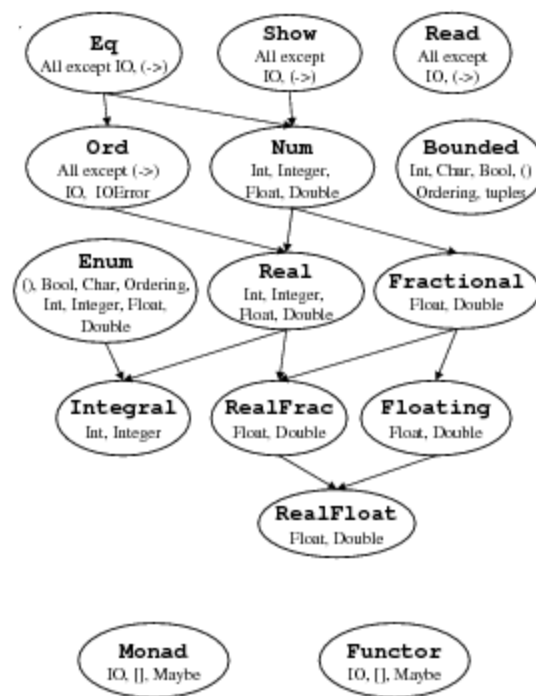 Eq
All except IO, (->)
Show
All except
IO, (->)
Read
All except
IO, (->)
Ord
All except (->)
IO, IOError
Num
Int, Integer,
Float, Double
Bounded
Int, Char, Bool, ()
Ordering, tuples
Enum
(), Bool, Char, Ordering,
Int, Integer, Float,
Double
Real
Int, Integer,
Float, Double
Fractional
Float, Double
Integral
Int, Integer
RealFrac
Float, Double
Floating
Float, Double
RealFloat
Float, Double
Monad
IO, [], Maybe
Functor
IO, [], Maybe